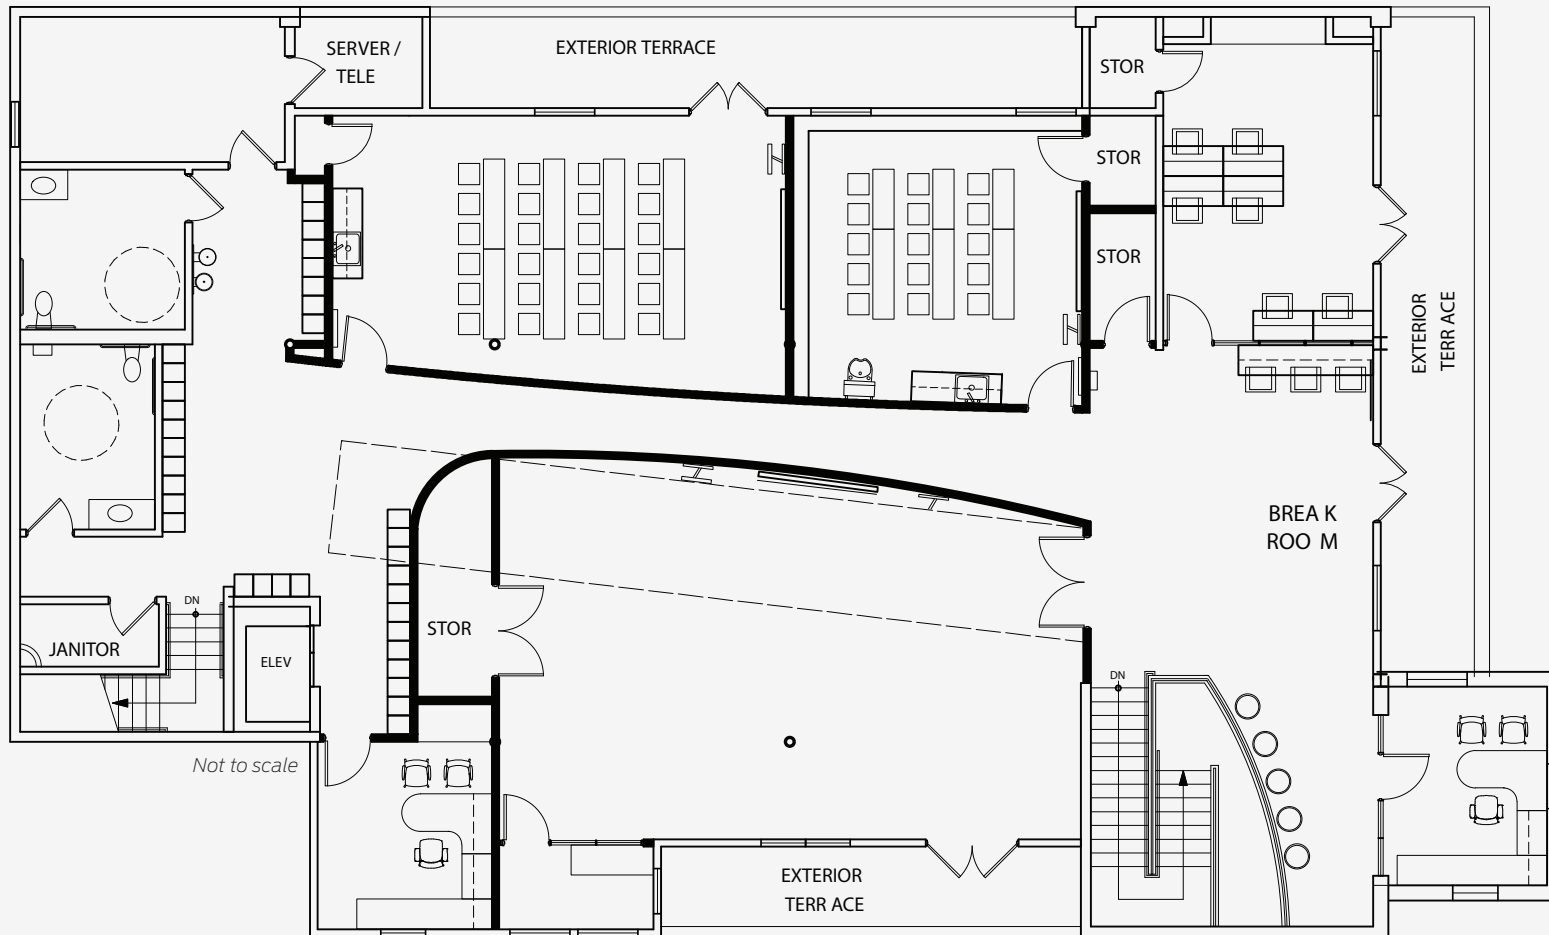 SERVER /
TELE
EXTERIOR TERRACE
STOR
STOR
STOR
EXTERIOR
TERR ACE
BREA K
ROO M
DN
JANITOR
ELEV
STOR
DN
Not to scale
EXTERIOR
TERR ACE